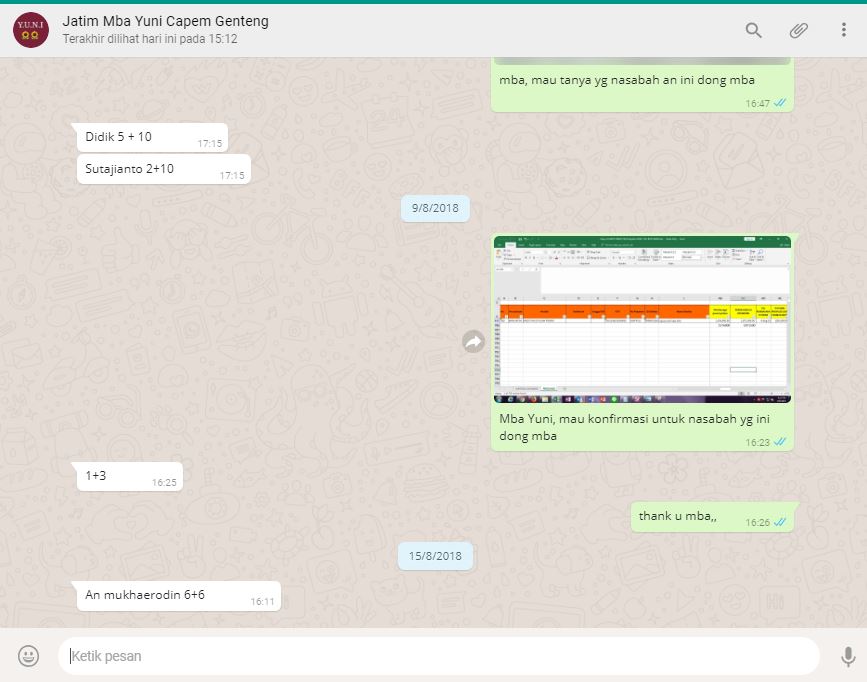 Y.U.N.I
Jatim Mba Yuni Capem Genteng
Terakhir dilihat hari ini pada 15:12
mba, mau tanya yg nasabah an ini dong mba
16:47
Didik 5 + 10
17:15
Sutajianto 2+10
17:15
9/8/2018
Mba Yuni, mau konfirmasi untuk nasabah yg ini
dong mba
16:23
1+3
16:25
thank u mba,,
16:26
15/8/2018
An mukhaerodin 6+6
16:11
Ketik pesan